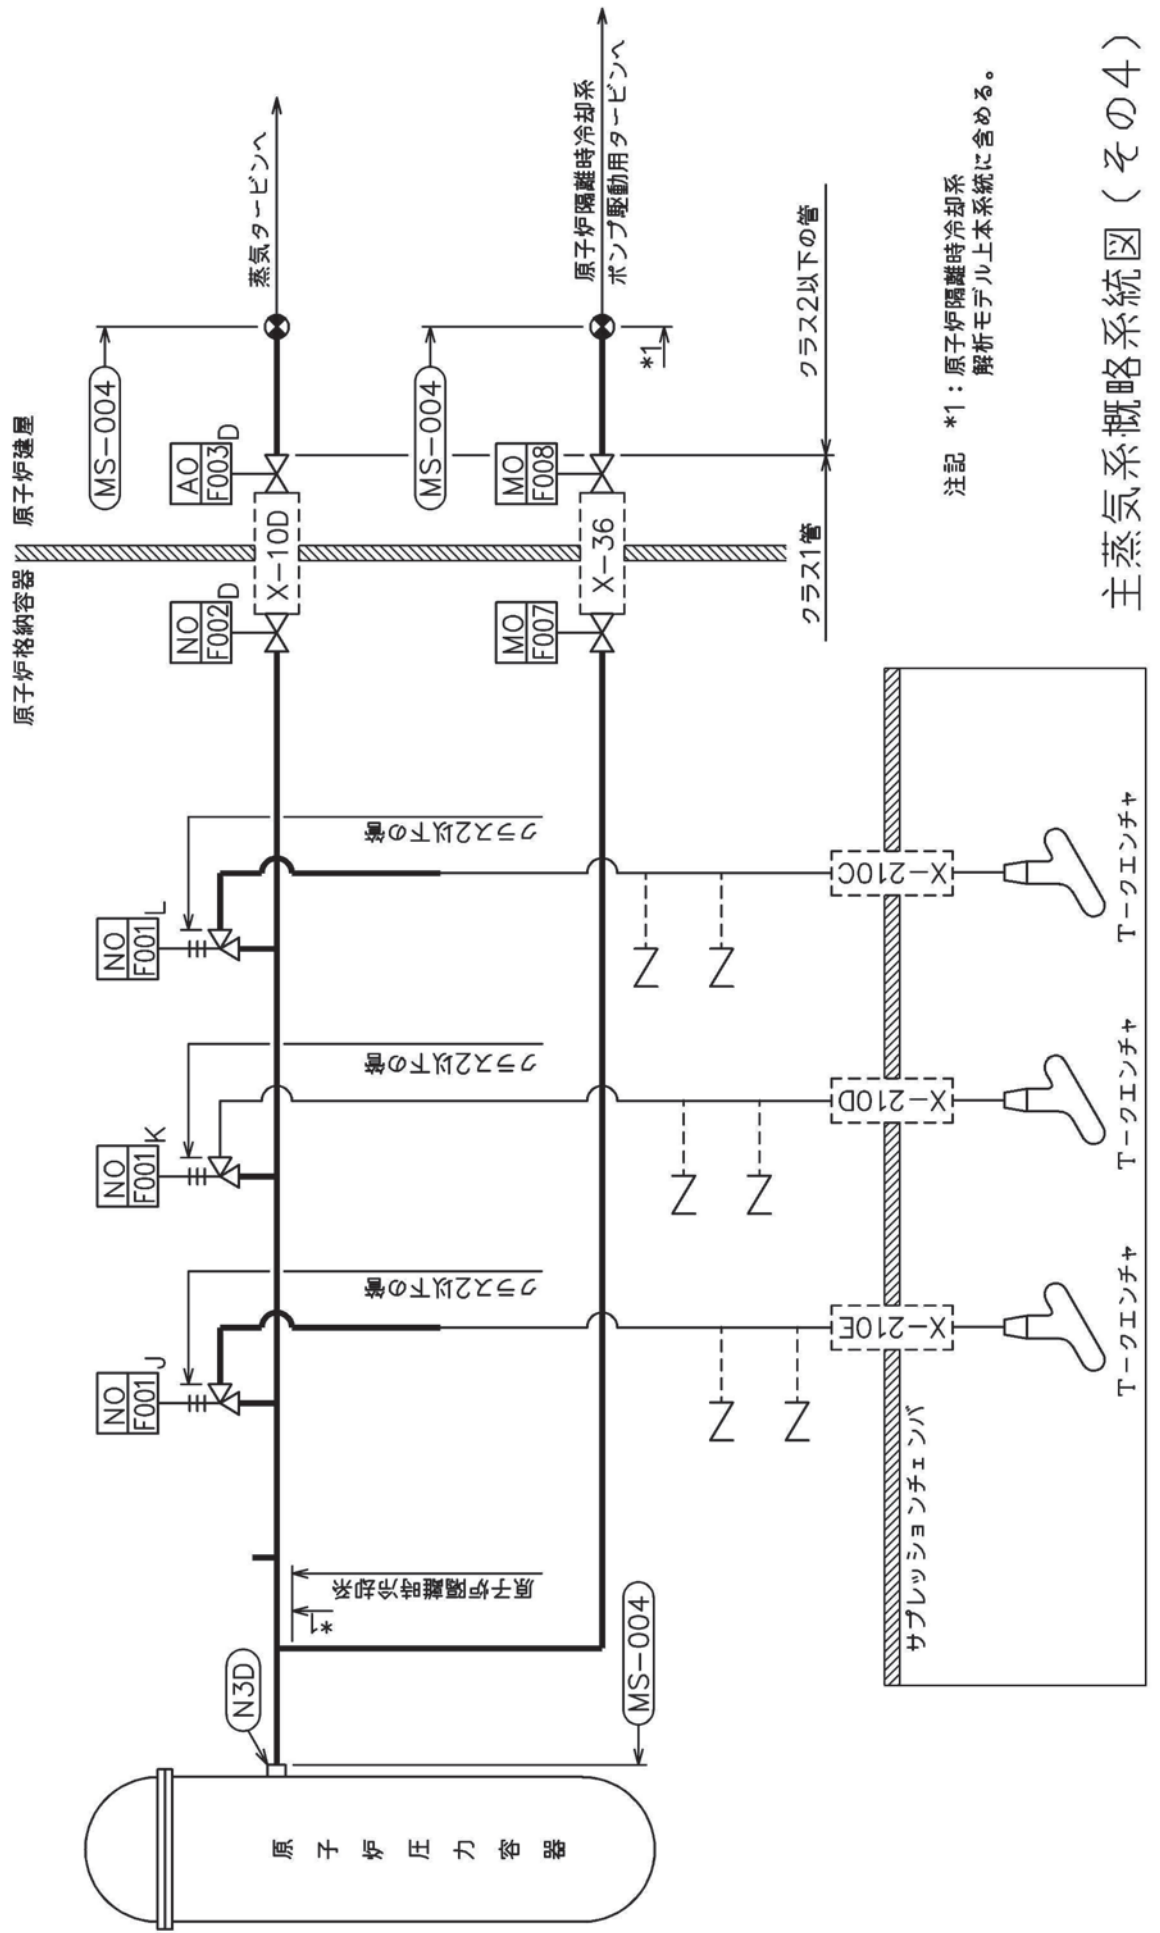 原子炉格納容器
原子炉建屋
MS-004
NO
F001
J
NO
F001
K
NO
F001
L
NO
F002
D
AO
F003
D
N3D
X-10D
蒸気タービンへ
クラス2以下の管
クラス2以下の管
クラス2以下の管
原子炉隔離時冷却系
*1
MS-004
MO
F007
MO
F008
X-36
原子炉隔離時冷却系
ポンプ駆動用タービンへ
*1
MS-004
原子炉圧力容器
クラス1管
クラス2以下の管
X-210E
X-210D
X-210C
サプレッションチェンバ
T-クエンチャ
T-クエンチャ
T-クエンチャ
注記 *1:原子炉隔離時冷却系
解析モデル上本系統に含める。
主蒸気系概略系統図(その4)